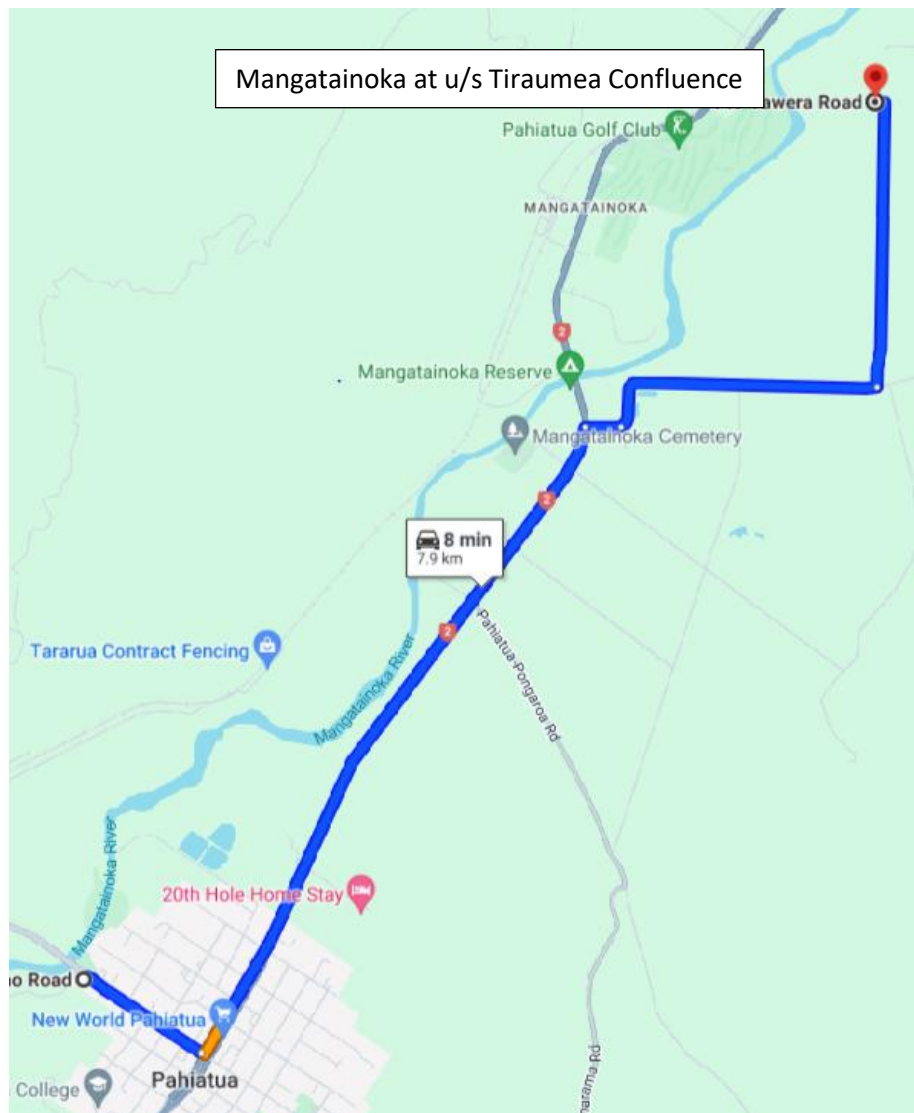 Mangatainoka at u/s Tiraumea Confluence
awera Road
Pahiatua Golf Club
MANGATAINOKA
2
Mangatainoka Reserve
Mangatainoka Cemetery
2
8 min
7.9 km
2
Pahiatua-Pongaroa Rd
Tararua Contract Fencing
Mangatainoka River
20th Hole Home Stay
Mangatainoka River
o Road
New World Pahiatua
Pahiatua
College
marama Rd